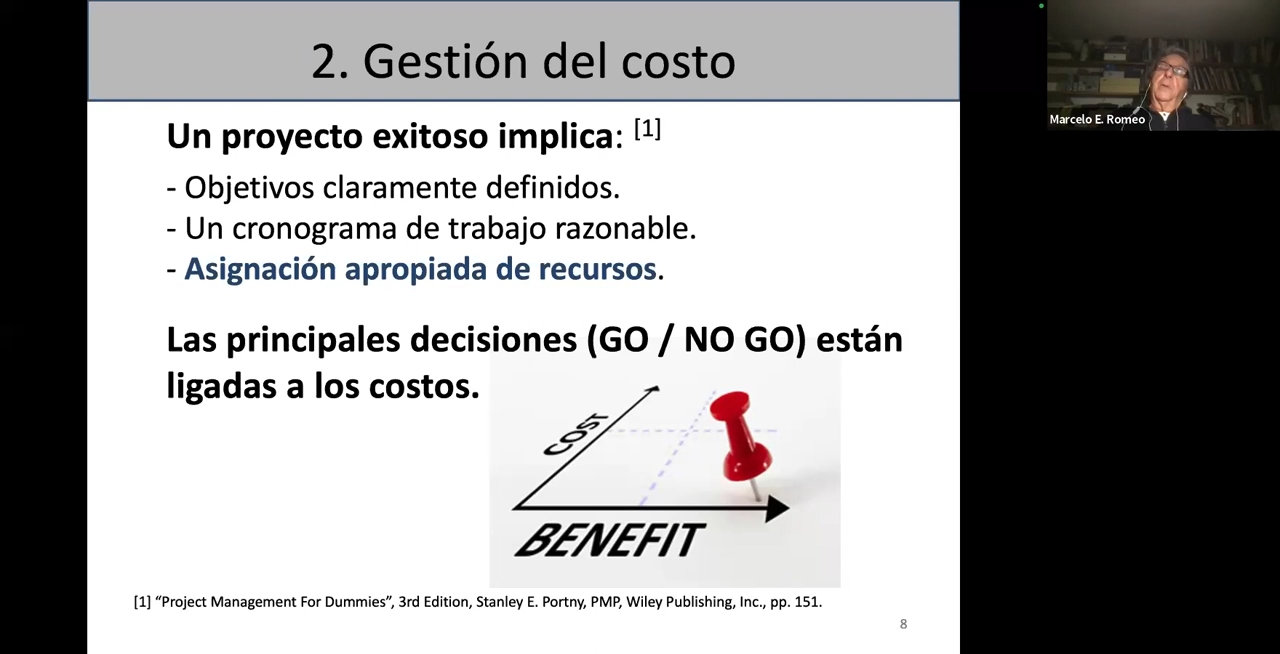 2. Gestión del costo
Marcelo E. Romeo
Un proyecto exitoso implica: [1]
- Objetivos claramente definidos.
- Un cronograma de trabajo razonable.
- Asignación apropiada de recursos.
Las principales decisiones (GO / NO GO) están
ligadas a los costos.
COST
BENEFIT
[1] “Project Management For Dummies”, 3rd Edition, Stanley E. Portny, PMP, Wiley Publishing, Inc., pp. 151.
8